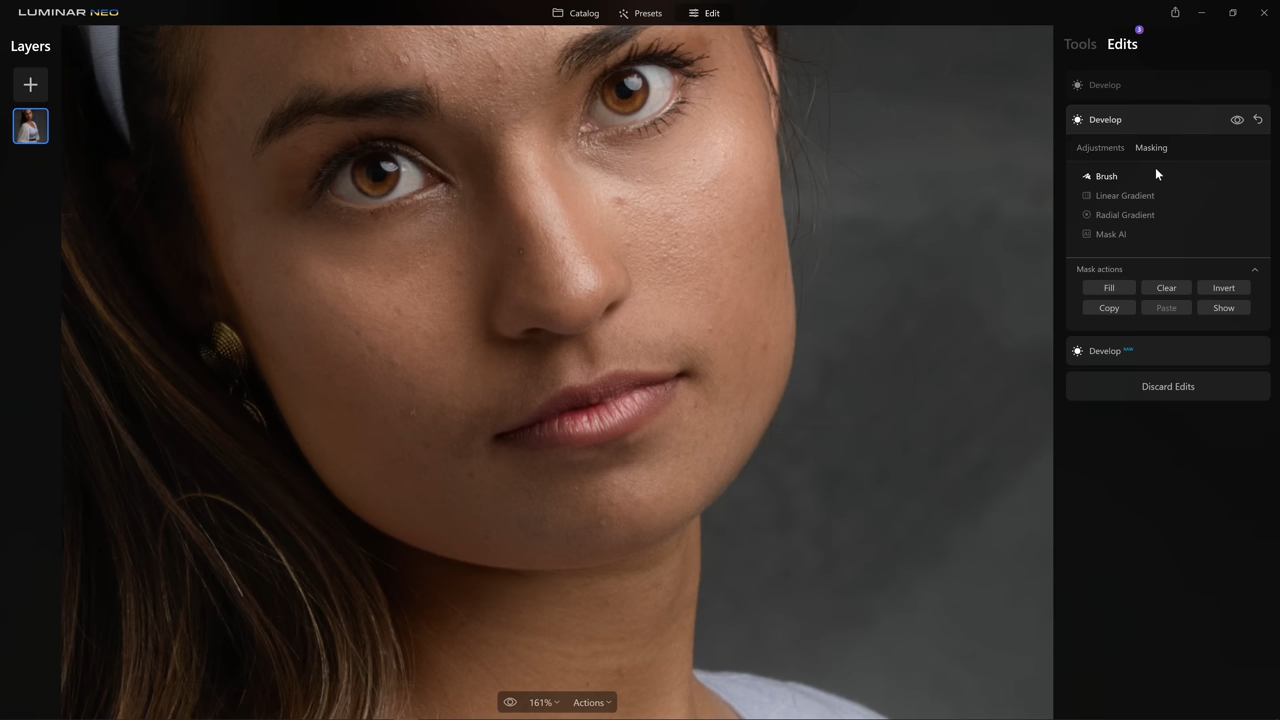 LUMINAR NEO
Catalog
Presets
Edit
Layers
Tools
Edits
3
Develop
Develop
Adjustments
Masking
Brush
Linear Gradient
Radial Gradient
Mask AI
Mask actions
Fill
Clear
Invert
Copy
Paste
Show
Develop
Discard Edits
161%
Actions